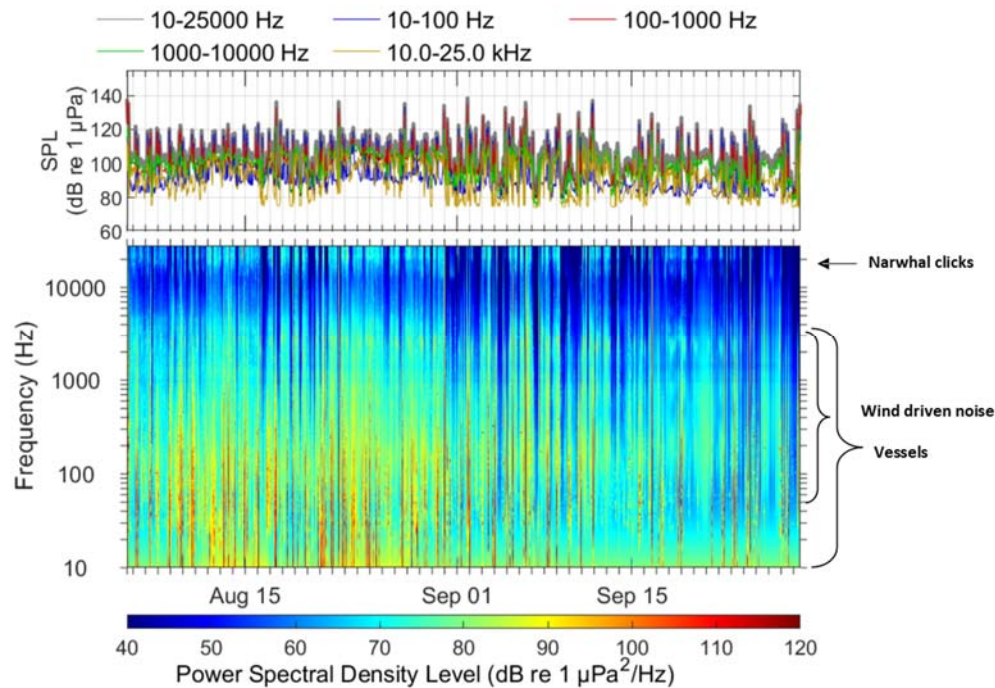 10-25000 Hz 10-100 Hz 100-1000 Hz
1000-10000 Hz 10.0-25.0 kHz
SPL
(dB re 1 µPa)
140
120
100
80
60
Frequency (Hz)
10000
1000
100
10
Narwhal clicks
Wind driven noise
Vessels
Aug 15 Sep 01 Sep 15
40 50 60 70 80 90 100 110 120
Power Spectral Density Level (dB re 1 µPa²/Hz)